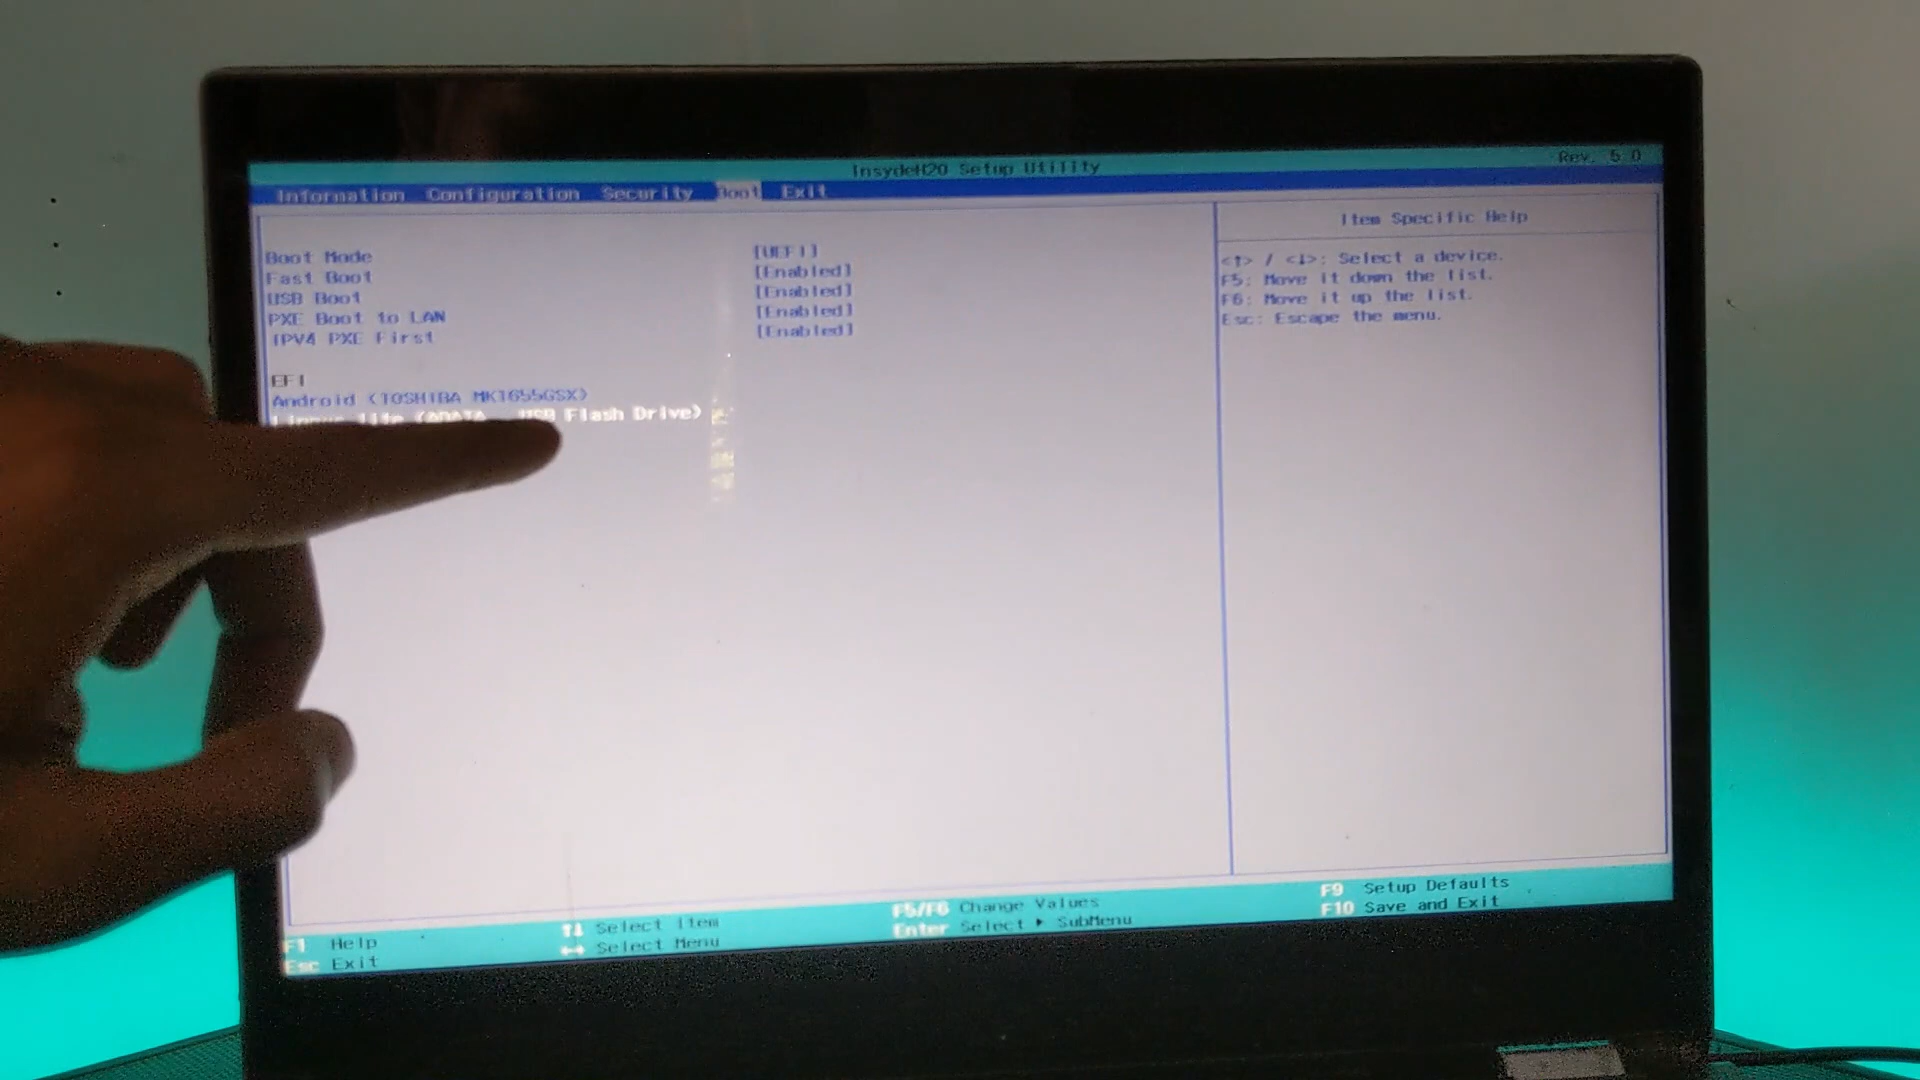 InsydeH20 Setup Utility
Rev. 5.0
Information Configuration Security Boot Exit
Boot Mode [UEFI]
Fast Boot [Enabled]
USB Boot [Enabled]
PXE Boot to LAN [Enabled]
IPV4 PXE First [Enabled]
EFI
Android (TOSHIBA MK1655GSX)
Linpus lite (ADATA USB Flash Drive)
Item Specific Help
<↑> / <↓>: Select a device.
F5: Move it down the list.
F6: Move it up the list.
Esc: Escape the menu.
F1 Help
Esc Exit
↑↓ Select Item
←→ Select Menu
F5/F6 Change Values
Enter Select ▸ SubMenu
F9 Setup Defaults
F10 Save and Exit